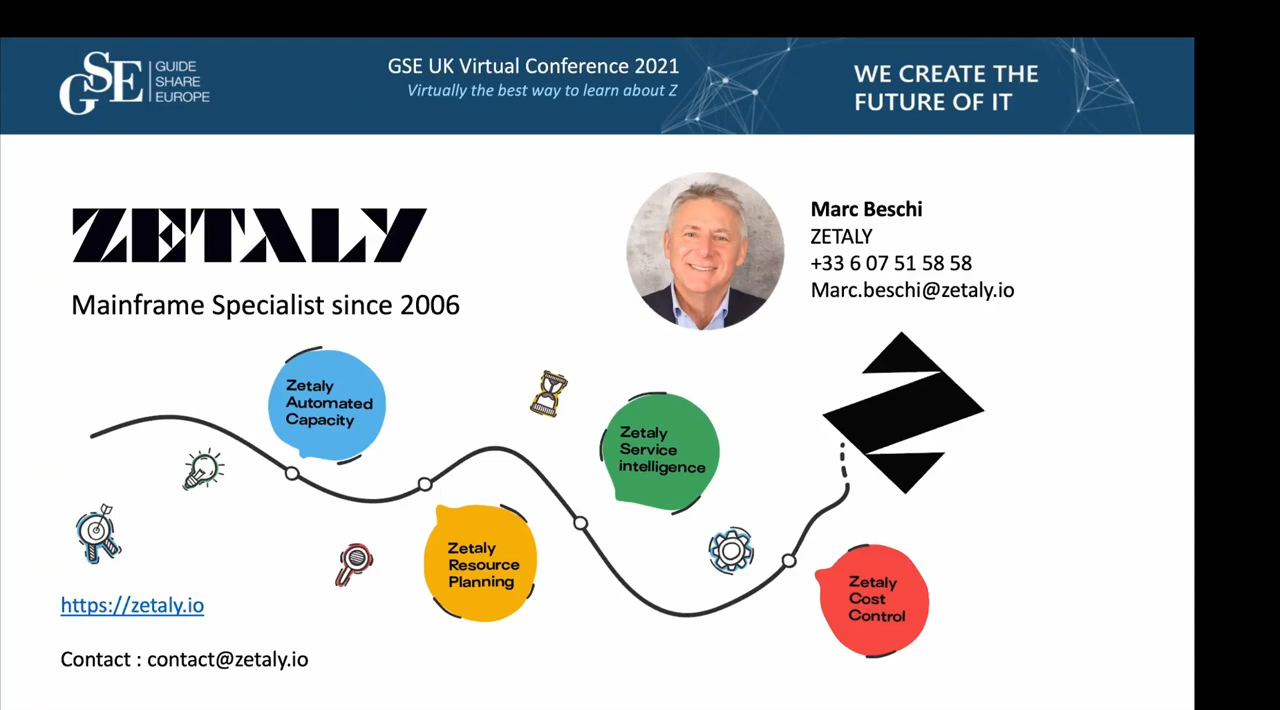 GSE
GUIDE
SHARE
EUROPE
GSE UK Virtual Conference 2021
Virtually the best way to learn about Z
WE CREATE THE
FUTURE OF IT
ZETALY
Mainframe Specialist since 2006
Marc Beschi
ZETALY
+33 6 07 51 58 58
Marc.beschi@zetaly.io
Zetaly
Automated
Capacity
Zetaly
Service
intelligence
Zetaly
Resource
Planning
Zetaly
Cost
Control
https://zetaly.io
Contact : contact@zetaly.io